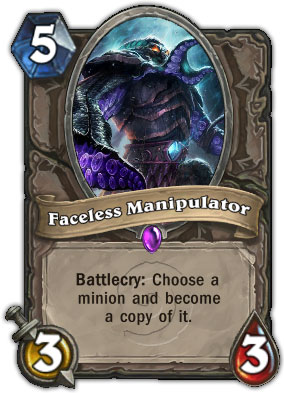 5
Faceless Manipulator
Battlecry: Choose a
minion and become
a copy of it.
3
3